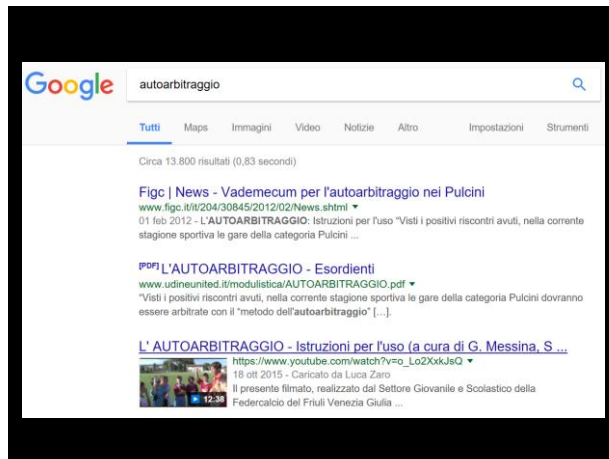 Google autoarbitraggio
Tutti Maps Immagini Video Notizie Altro Impostazioni Strumenti
Circa 13.800 risultati (0,83 secondi)
Figc | News - Vademecum per l'autoarbitraggio nei Pulcini
www.figc.it/it/204/30845/2012/02/News.shtml
01 feb 2012 - L'AUTOARBITRAGGIO: Istruzioni per l'uso "Visti i positivi riscontri avuti, nella corrente
stagione sportiva le gare della categoria Pulcini ...
[PDF] L'AUTOARBITRAGGIO - Esordienti
www.udineunited.it/modulistica/AUTOARBITRAGGIO.pdf
"Visti i positivi riscontri avuti, nella corrente stagione sportiva le gare della categoria Pulcini dovranno
essere arbitrate con il "metodo dell'autoarbitraggio" [...].
L' AUTOARBITRAGGIO - Istruzioni per l'uso (a cura di G. Messina, S ...
https://www.youtube.com/watch?v=o_Lo2XxkJsQ
18 ott 2015 - Caricato da Luca Zaro
Il presente filmato, realizzato dal Settore Giovanile e Scolastico della
12:38 Federcalcio del Friuli Venezia Giulia ...